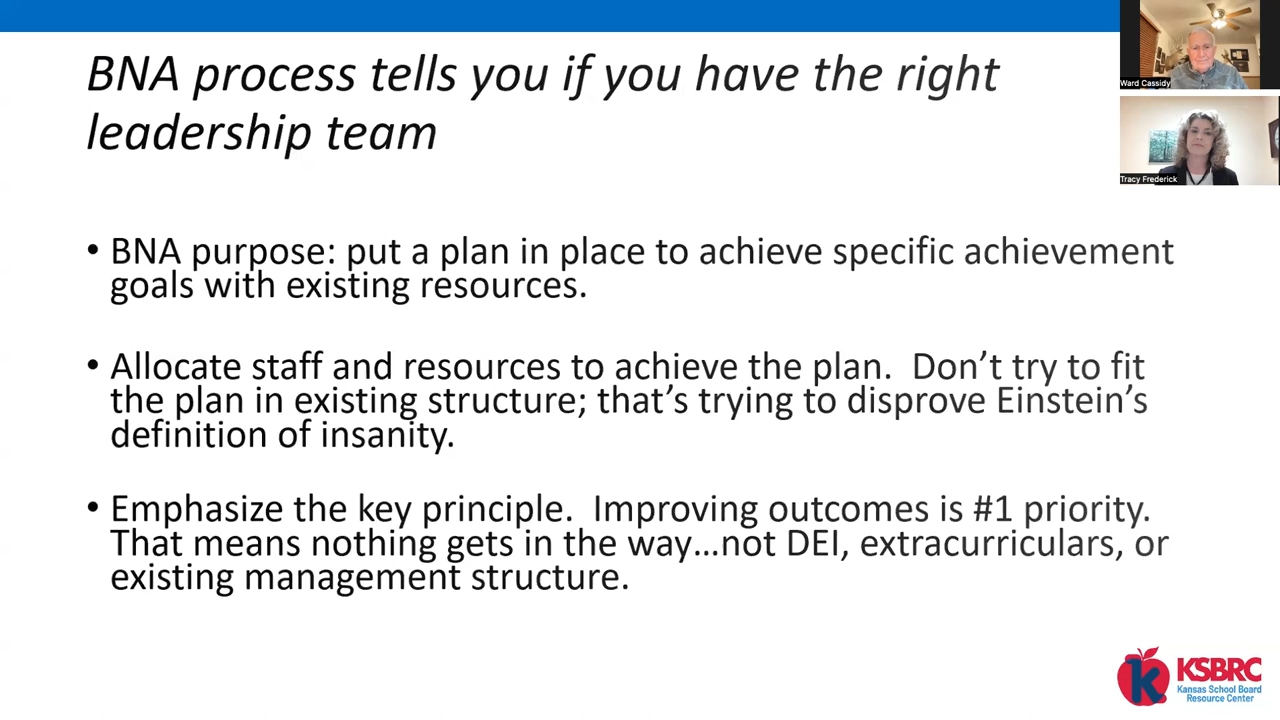 BNA process tells you if you have the right
leadership team
Ward Cassidy
Tracy Frederick
• BNA purpose: put a plan in place to achieve specific achievement
goals with existing resources.
• Allocate staff and resources to achieve the plan.  Don’t try to fit
the plan in existing structure; that’s trying to disprove Einstein’s
definition of insanity.
• Emphasize the key principle.  Improving outcomes is #1 priority.
That means nothing gets in the way…not DEI, extracurriculars, or
existing management structure.
k KSBRC
Kansas School Board
Resource Center